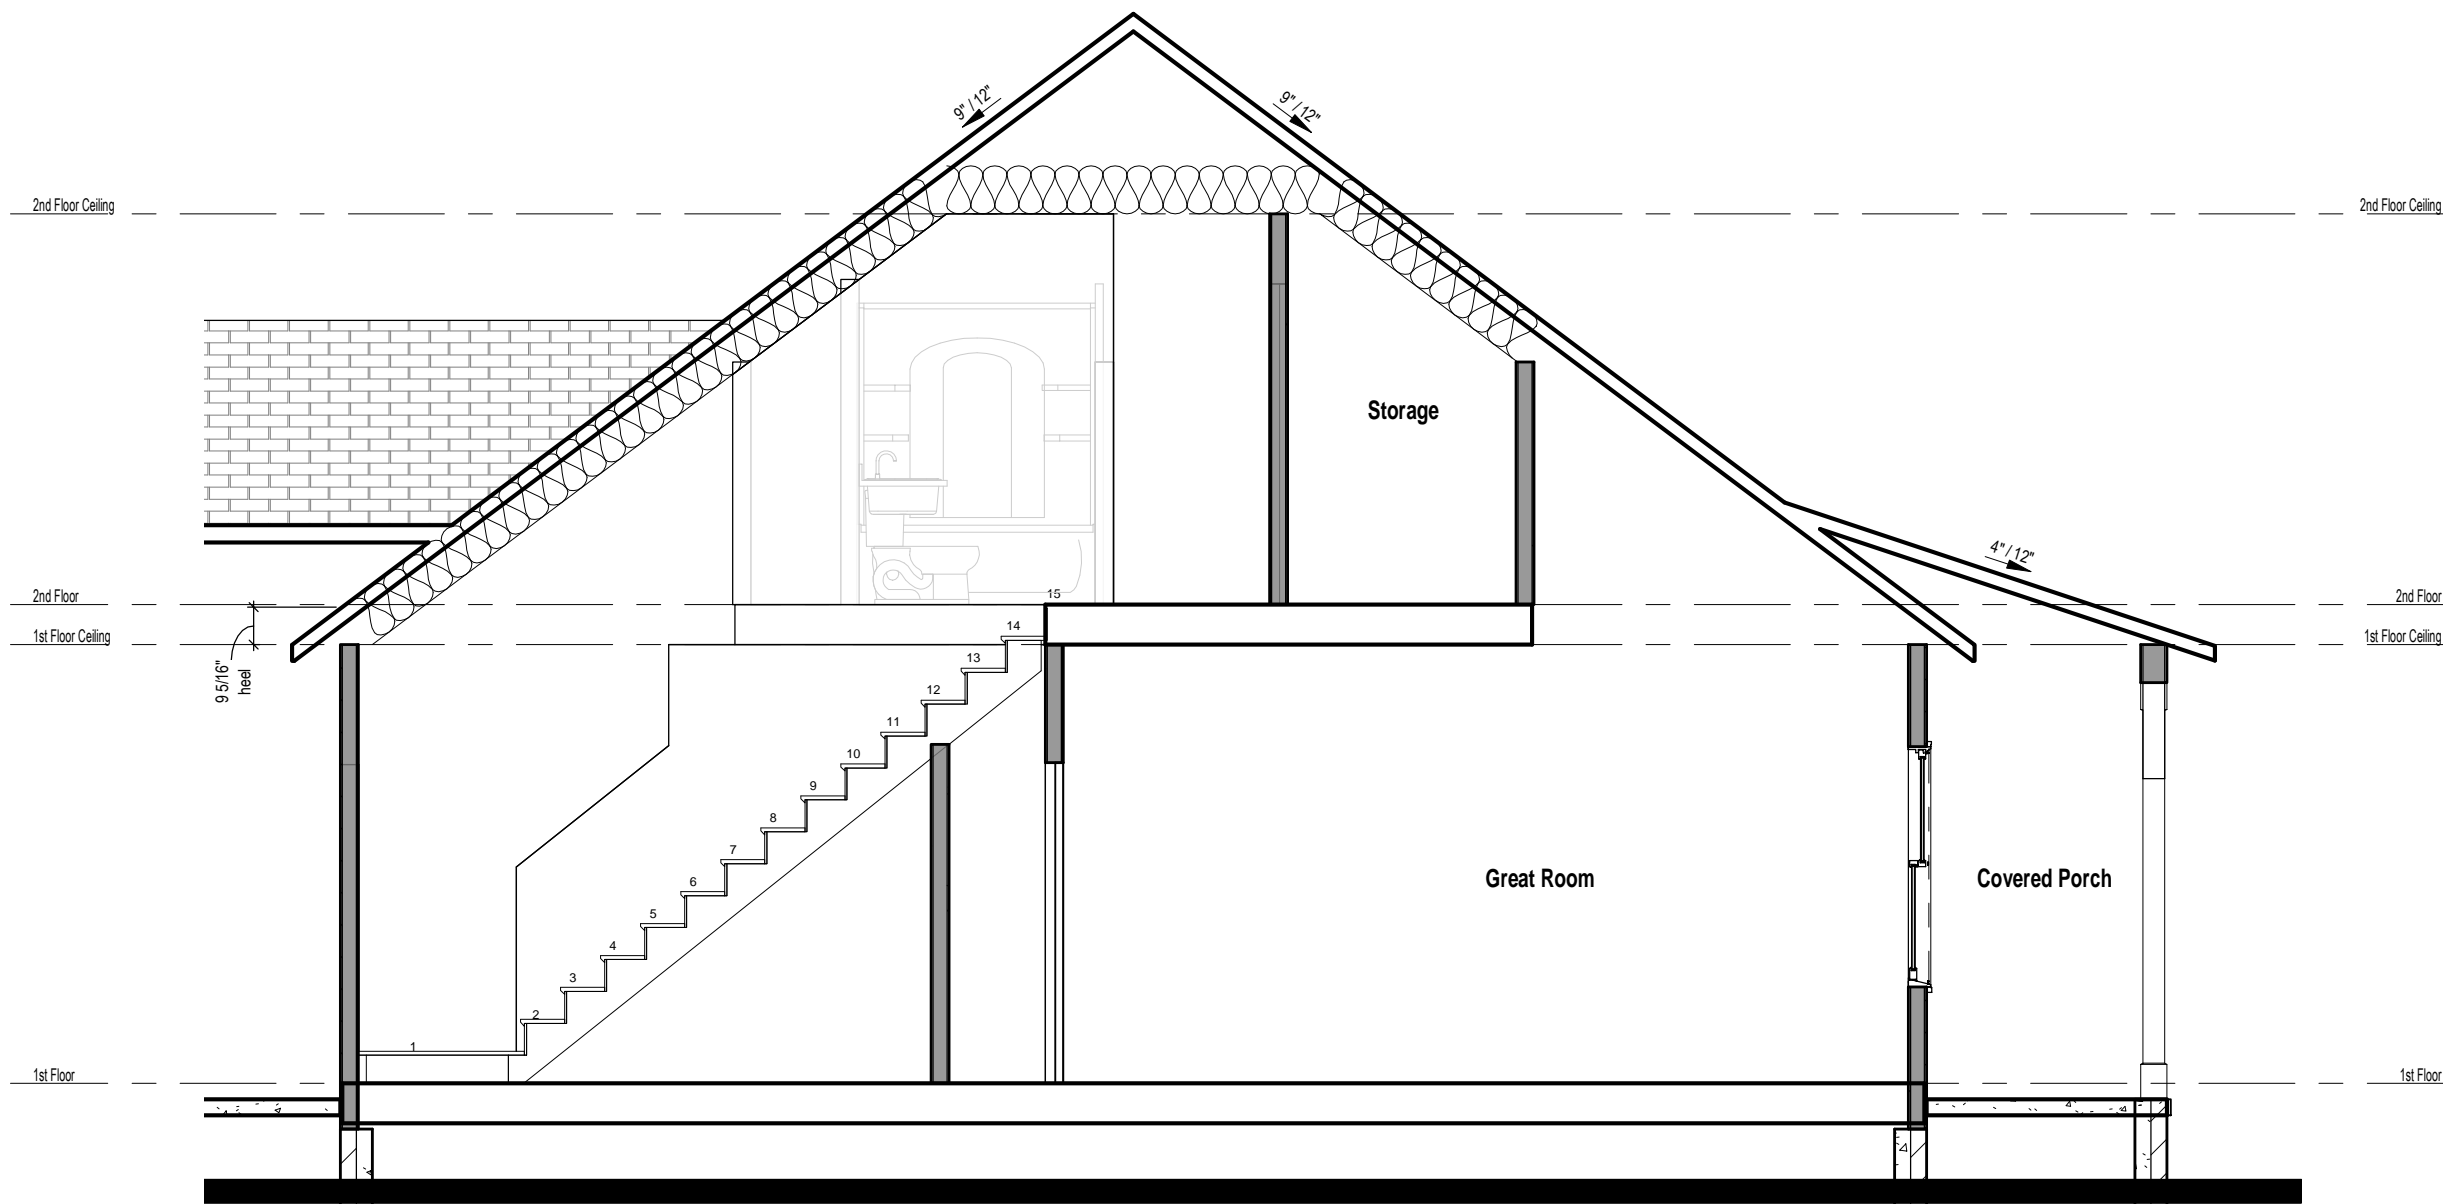 9" / 12"
9" / 12"
2nd Floor Ceiling
2nd Floor Ceiling
Storage
4" / 12"
2nd Floor
15
2nd Floor
1st Floor Ceiling
14
1st Floor Ceiling
9 5/16"
heel
13
12
11
10
9
8
7
6
5
4
3
2
1
Great Room
Covered Porch
1st Floor
1st Floor